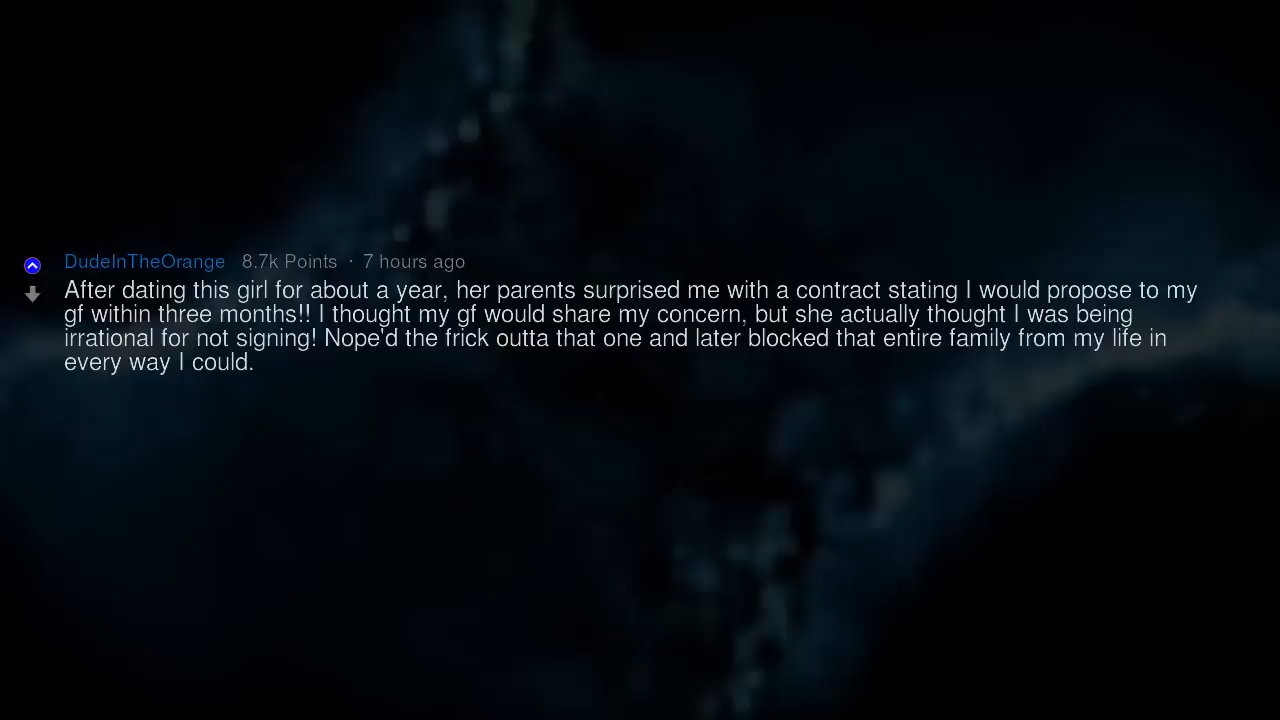 DudeInTheOrange 8.7k Points · 7 hours ago
After dating this girl for about a year, her parents surprised me with a contract stating I would propose to my
gf within three months!! I thought my gf would share my concern, but she actually thought I was being
irrational for not signing! Nope'd the frick outta that one and later blocked that entire family from my life in
every way I could.